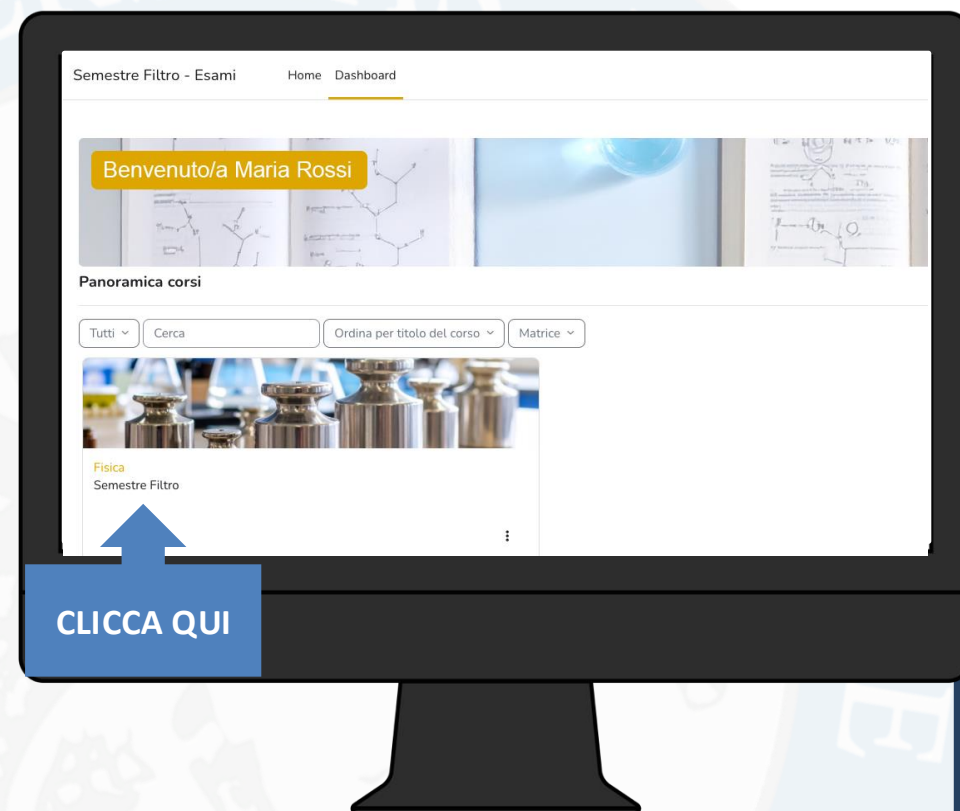 Semestre Filtro - Esami Home Dashboard
Benvenuto/a Maria Rossi
Panoramica corsi
Tutti Cerca Ordina per titolo del corso Matrice
Fisica
Semestre Filtro
CLICCA QUI